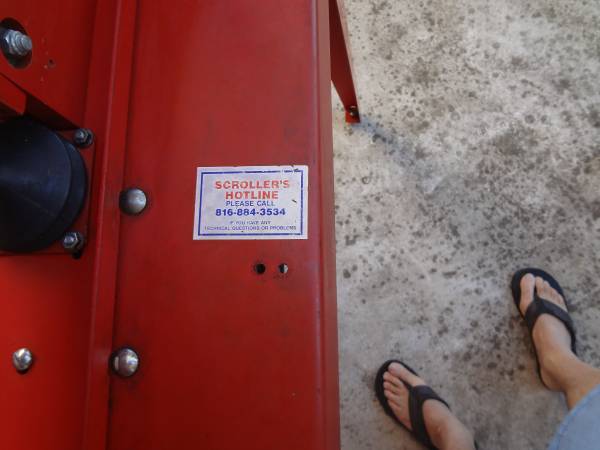 SCROLLER'S
HOTLINE
PLEASE CALL
816-884-3534
IF YOU HAVE ANY
TECHNICAL QUESTIONS OR PROBLEMS